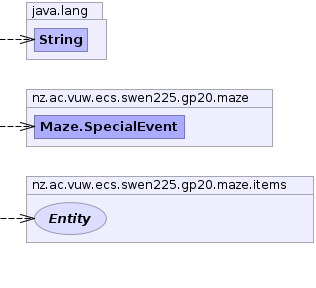 java.lang
String
nz.ac.vuw.ecs.swen225.gp20.maze
Maze.SpecialEvent
nz.ac.vuw.ecs.swen225.gp20.maze.items
Entity